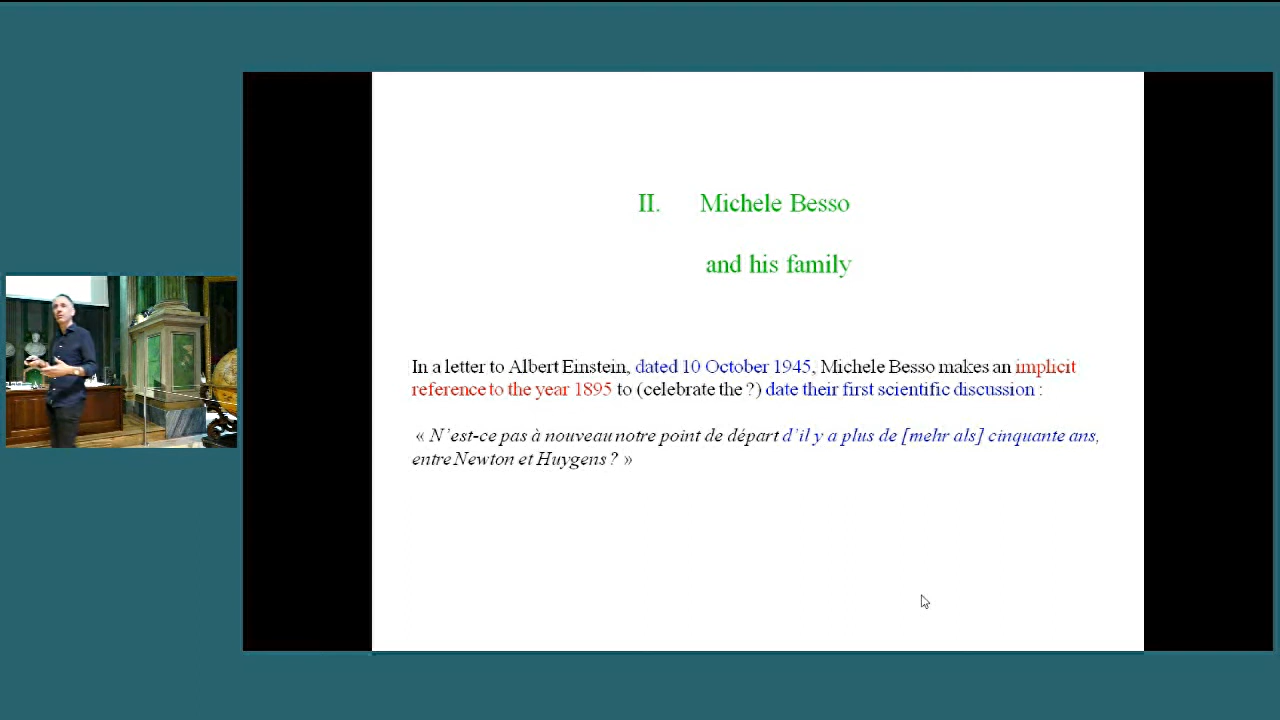 II. Michele Besso
and his family
In a letter to Albert Einstein, dated 10 October 1945, Michele Besso makes an implicit
reference to the year 1895 to (celebrate the ?) date their first scientific discussion :
« N'est-ce pas à nouveau notre point de départ d'il y a plus de [mehr als] cinquante ans,
entre Newton et Huygens ? »